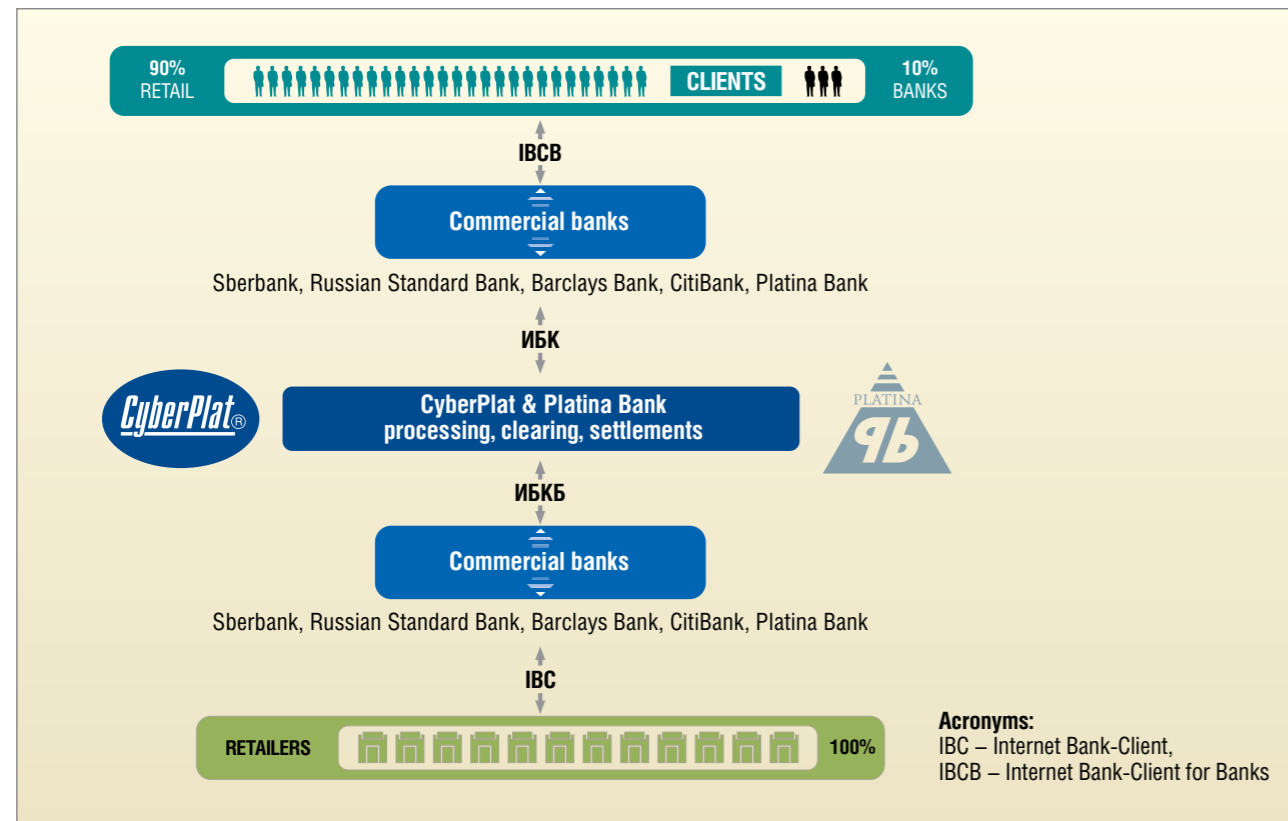 90%
RETAIL
CLIENTS
10%
BANKS
IBCB
Commercial banks
Sberbank, Russian Standard Bank, Barclays Bank, CitiBank, Platina Bank
ИБК
CyberPlat®
CyberPlat & Platina Bank
processing, clearing, settlements
PLATINA
pb
ИБКБ
Commercial banks
Sberbank, Russian Standard Bank, Barclays Bank, CitiBank, Platina Bank
IBC
RETAILERS
100%
Acronyms:
IBC – Internet Bank-Client,
IBCB – Internet Bank-Client for Banks